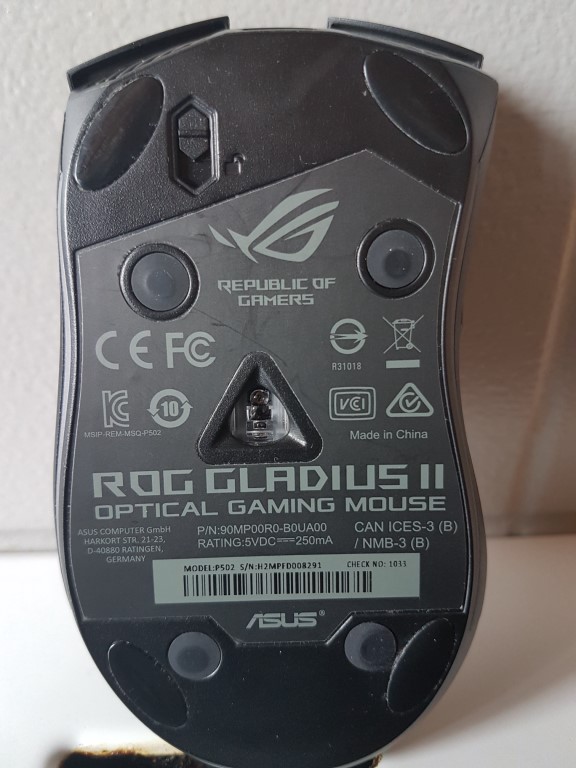 REPUBLIC OF
GAMERS
CE FC
R31018
10
VCI
MSIP-REM-MSQ-P502
Made in China
ROG GLADIUS II
OPTICAL GAMING MOUSE
ASUS COMPUTER GmbH
HARKORT STR. 21-23,
D-40880 RATINGEN,
GERMANY
P/N:90MP00R0-B0UA00
RATING:5VDC⎓250mA
CAN ICES-3 (B)
/ NMB-3 (B)
MODEL:P502 S/N:H2MPFD008291 CHECK NO: 1033
ASUS®